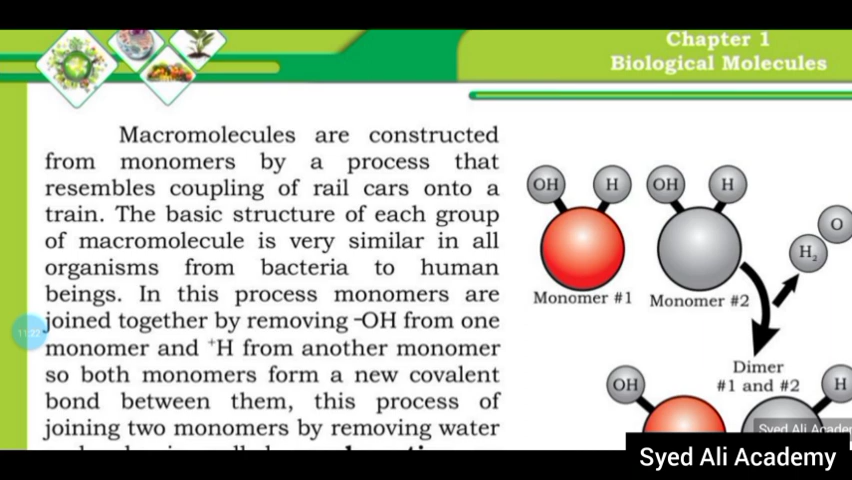 Chapter 1
Biological Molecules
Macromolecules are constructed
from monomers by a process that
resembles coupling of rail cars onto a
train. The basic structure of each group
of macromolecule is very similar in all
organisms from bacteria to human
beings. In this process monomers are
joined together by removing -OH from one
monomer and ⁺H from another monomer
so both monomers form a new covalent
bond between them, this process of
joining two monomers by removing water
OH H OH H
O
H₂
Monomer #1 Monomer #2
Dimer
#1 and #2
OH H
11:22
Syed Ali Academy